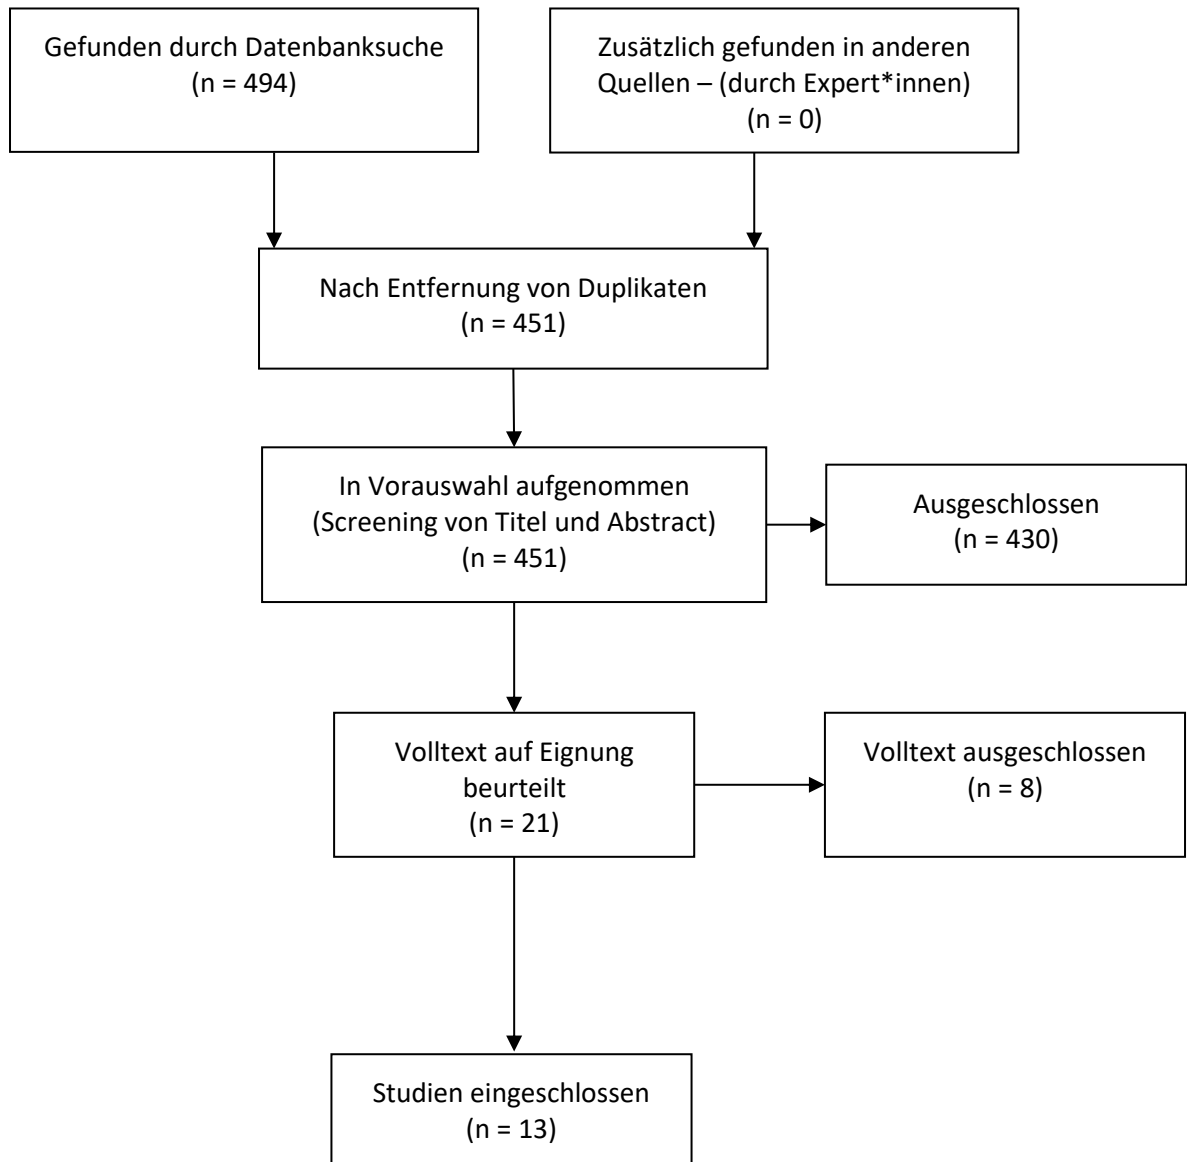 Gefunden durch Datenbanksuche
(n = 494)
Zusätzlich gefunden in anderen
Quellen – (durch Expert*innen)
(n = 0)
Nach Entfernung von Duplikaten
(n = 451)
In Vorauswahl aufgenommen
(Screening von Titel und Abstract)
(n = 451)
Ausgeschlossen
(n = 430)
Volltext auf Eignung
beurteilt
(n = 21)
Volltext ausgeschlossen
(n = 8)
Studien eingeschlossen
(n = 13)